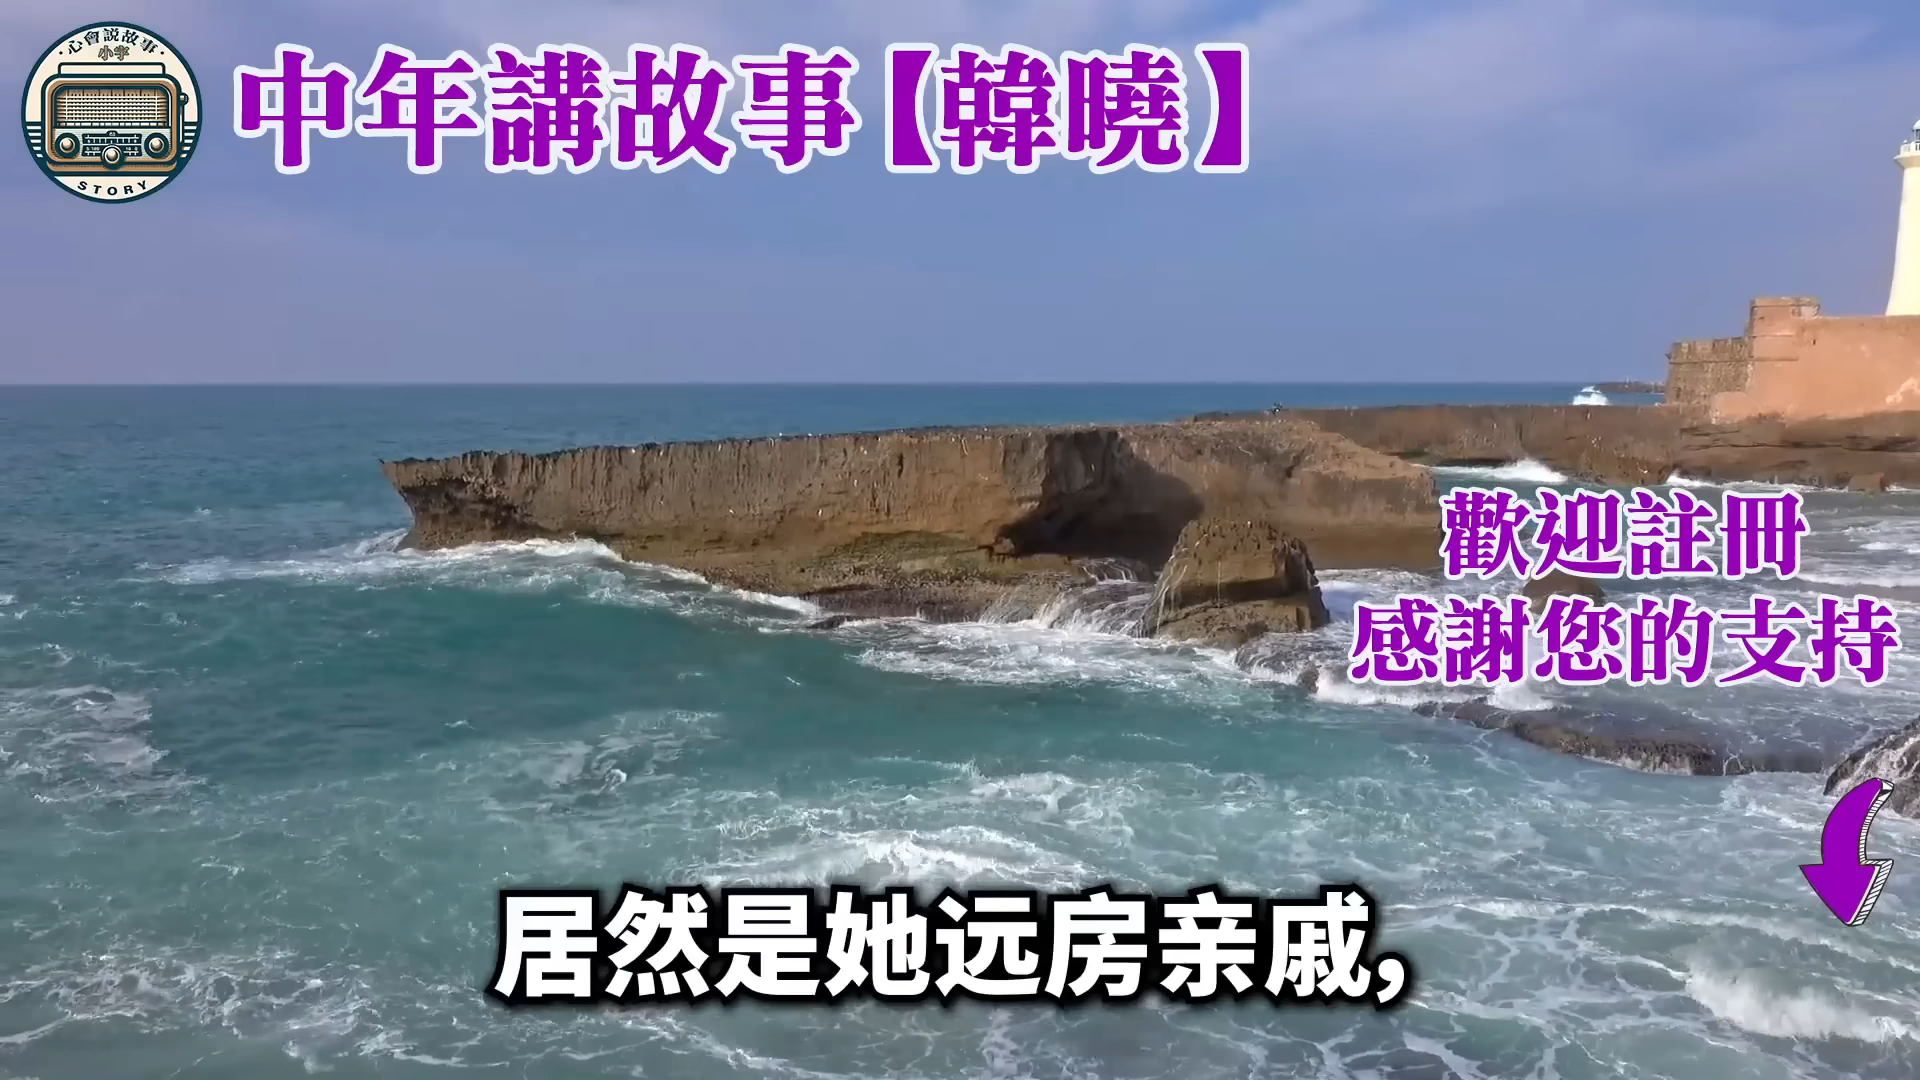 ·心會説故事·
小宇
STORY
中年講故事【韓曉】
歡迎註冊
感謝您的支持
居然是她远房亲戚,